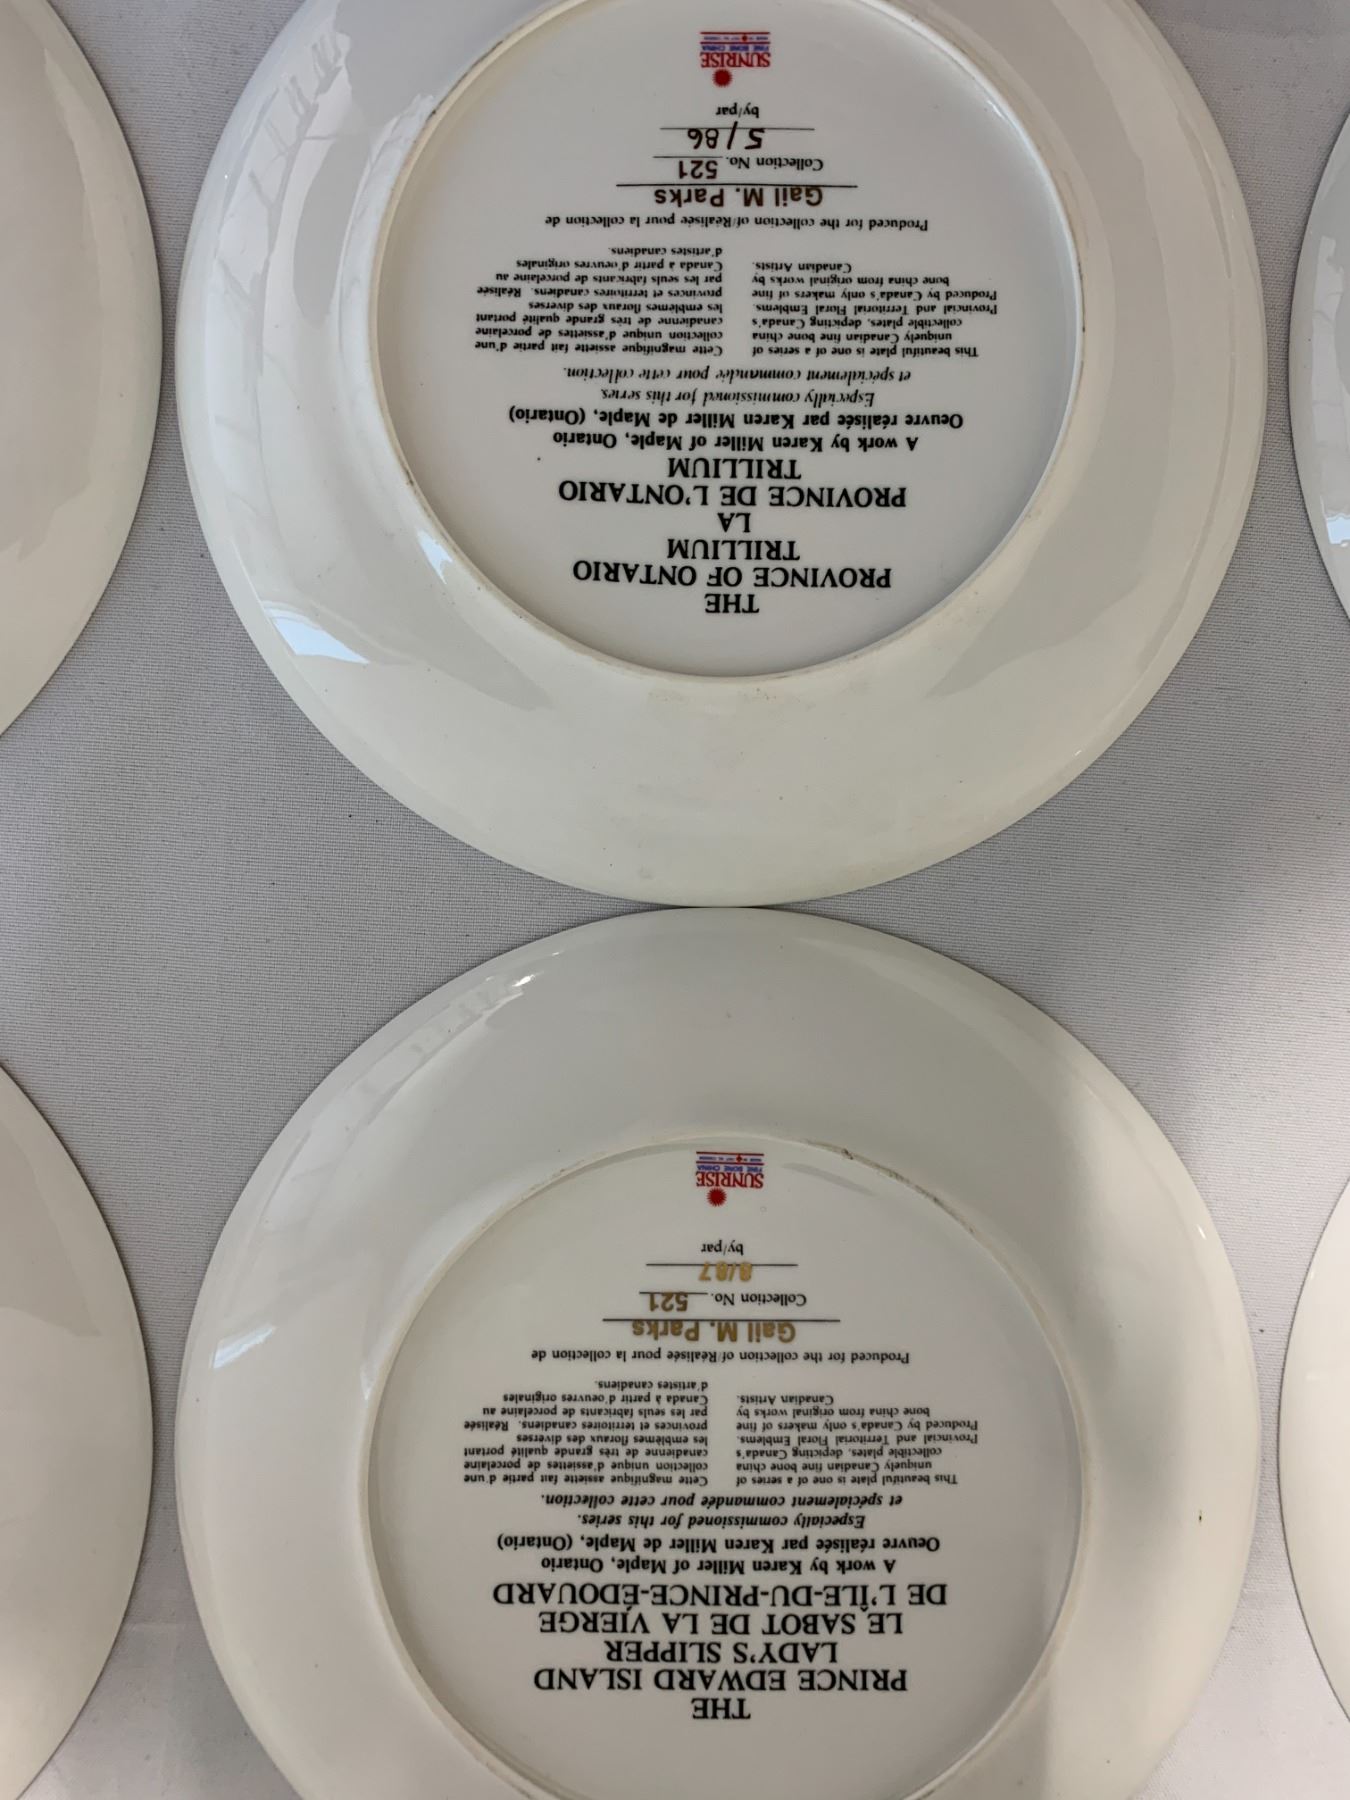 THE
PROVINCE OF ONTARIO
TRILLIUM
LA
PROVINCE DE L'ONTARIO
TRILLIUM
A work by Karen Miller of Maple, Ontario
Oeuvre réalisée par Karen Miller de Maple, (Ontario)
Especially commissioned for this series.
et spécialement commandée pour cette collection.
This beautiful plate is one of a series of
uniquely Canadian fine bone china
collectible plates, depicting Canada's
Provincial and Territorial Floral Emblems.
Produced by Canada's only makers of fine
bone china from original works by
Canadian Artists.
Cette magnifique assiette fait partie d'une
collection unique d'assiettes de porcelaine
canadienne de très grande qualité portant
les emblèmes floraux des diverses
provinces et territoires canadiens. Réalisée
par les seuls fabricants de porcelaine au
Canada à partir d'oeuvres originales
d'artistes canadiens.
Produced for the collection of/Réalisée pour la collection de
Gail M. Parks
Collection No. 521
5/86
by/par
SUNRISE
FINE BONE CHINA
THE
PRINCE EDWARD ISLAND
LADY'S SLIPPER
LE SABOT DE LA VIERGE
DE L'ÎLE-DU-PRINCE-ÉDOUARD
A work by Karen Miller of Maple, Ontario
Oeuvre réalisée par Karen Miller de Maple, (Ontario)
Especially commissioned for this series.
et spécialement commandée pour cette collection.
This beautiful plate is one of a series of
uniquely Canadian fine bone china
collectible plates, depicting Canada's
Provincial and Territorial Floral Emblems.
Produced by Canada's only makers of fine
bone china from original works by
Canadian Artists.
Cette magnifique assiette fait partie d'une
collection unique d'assiettes de porcelaine
canadienne de très grande qualité portant
les emblèmes floraux des diverses
provinces et territoires canadiens. Réalisée
par les seuls fabricants de porcelaine au
Canada à partir d'oeuvres originales
d'artistes canadiens.
Produced for the collection of/Réalisée pour la collection de
Gail M. Parks
Collection No. 521
8/87
by/par
SUNRISE
FINE BONE CHINA